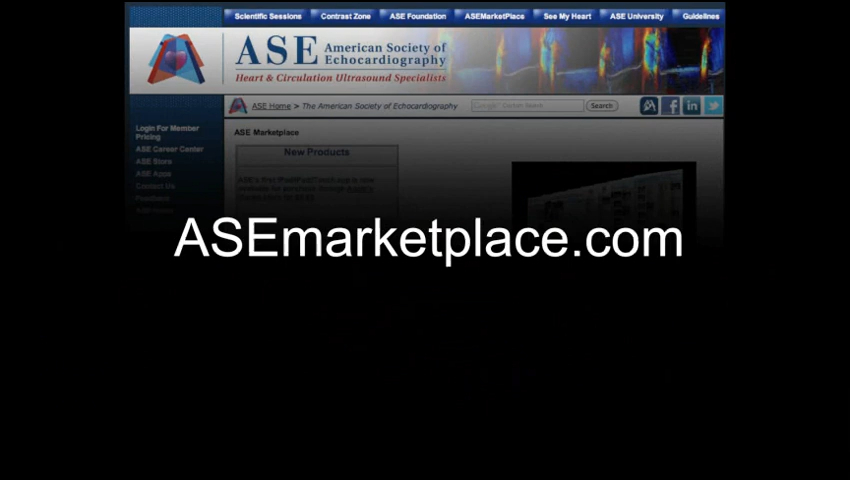 Scientific Sessions Contrast Zone ASE Foundation ASEMarketPlace See My Heart ASE University Guidelines
ASE American Society of
Echocardiography
Heart & Circulation Ultrasound Specialists
ASE Home > The American Society of Echocardiography
Search
Login For Member
Pricing
ASE Career Center
ASE Store
ASE Apps
Contact Us
ASE Marketplace
New Products
ASEmarketplace.com